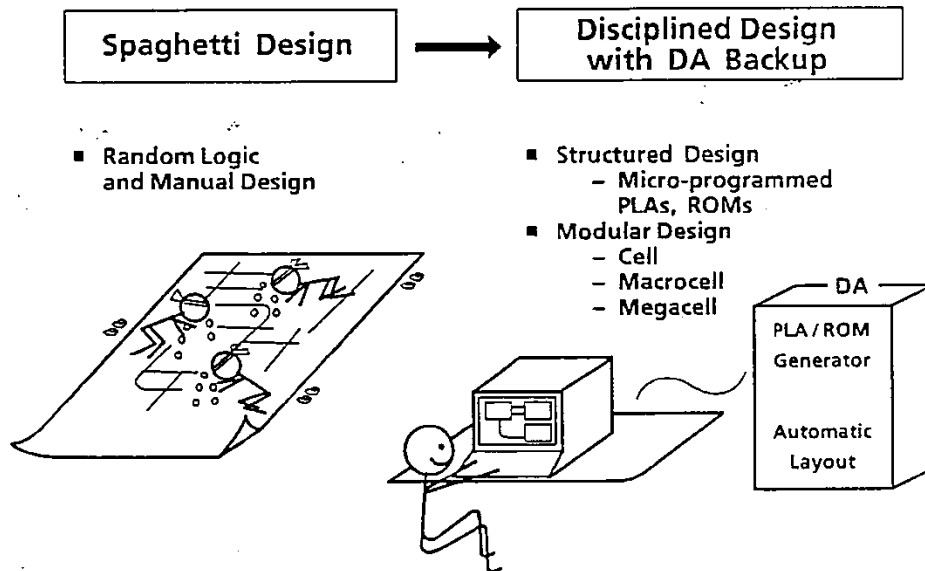 Spaghetti Design
Disciplined Design
with DA Backup
■ Random Logic
and Manual Design
■ Structured Design
– Micro-programmed
PLAs, ROMs
■ Modular Design
– Cell
– Macrocell
– Megacell
DA
PLA / ROM
Generator
Automatic
Layout